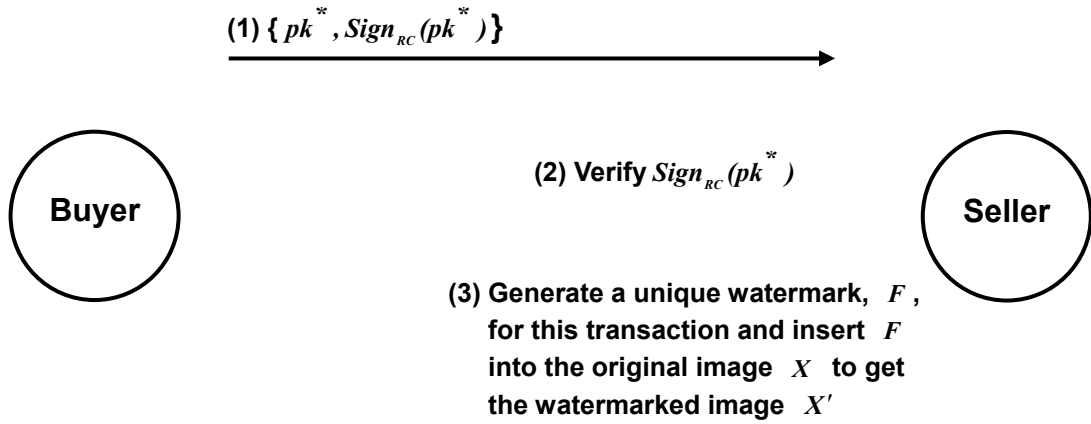 (1) { pk*, Sign_RC(pk*) }
(2) Verify Sign_RC(pk*)
Buyer
Seller
(3) Generate a unique watermark, F,
for this transaction and insert F
into the original image X to get
the watermarked image X′